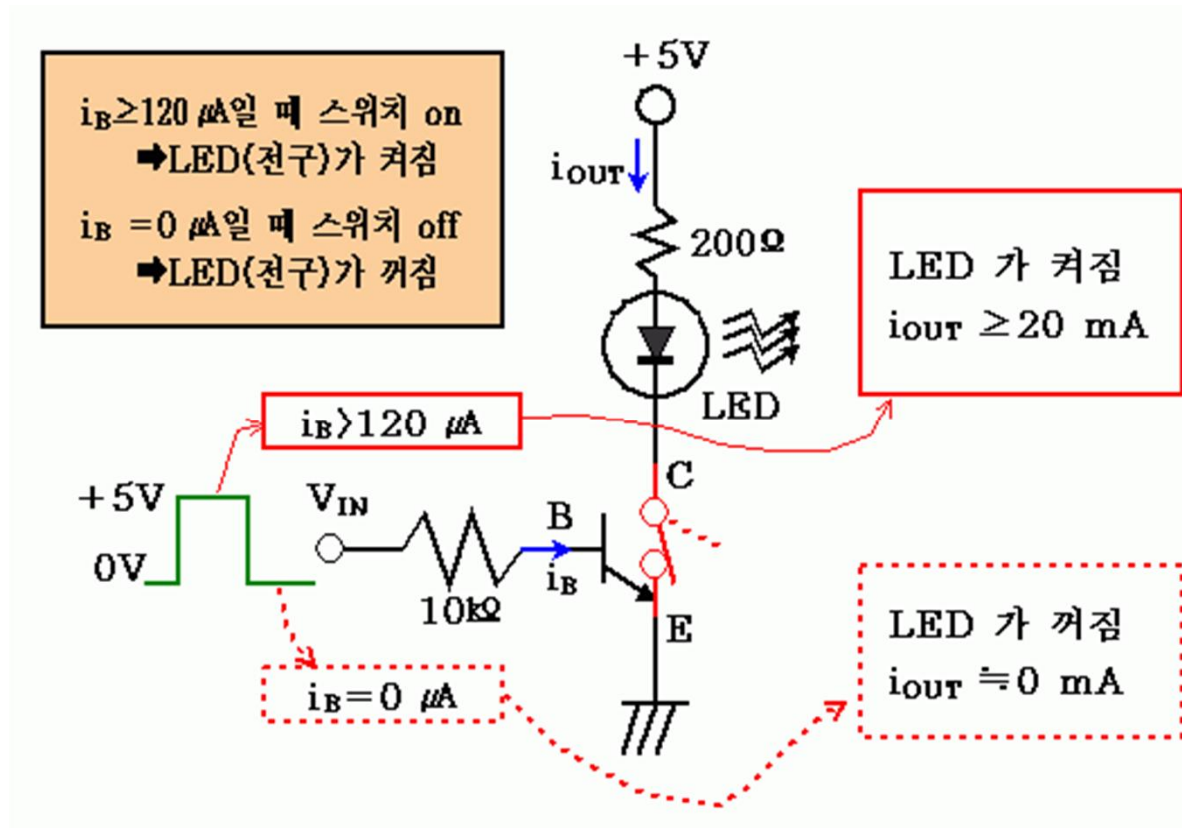 iB≥120 μA일 때 스위치 on
➡LED(전구)가 켜짐
iB =0 μA일 때 스위치 off
➡LED(전구)가 꺼짐
+5V
iOUT
200Ω
LED
LED 가 켜짐
iOUT ≥20 mA
iB>120 μA
+5V
0V
VIN
10kΩ
B
iB
C
E
iB=0 μA
LED 가 꺼짐
iOUT ≒0 mA